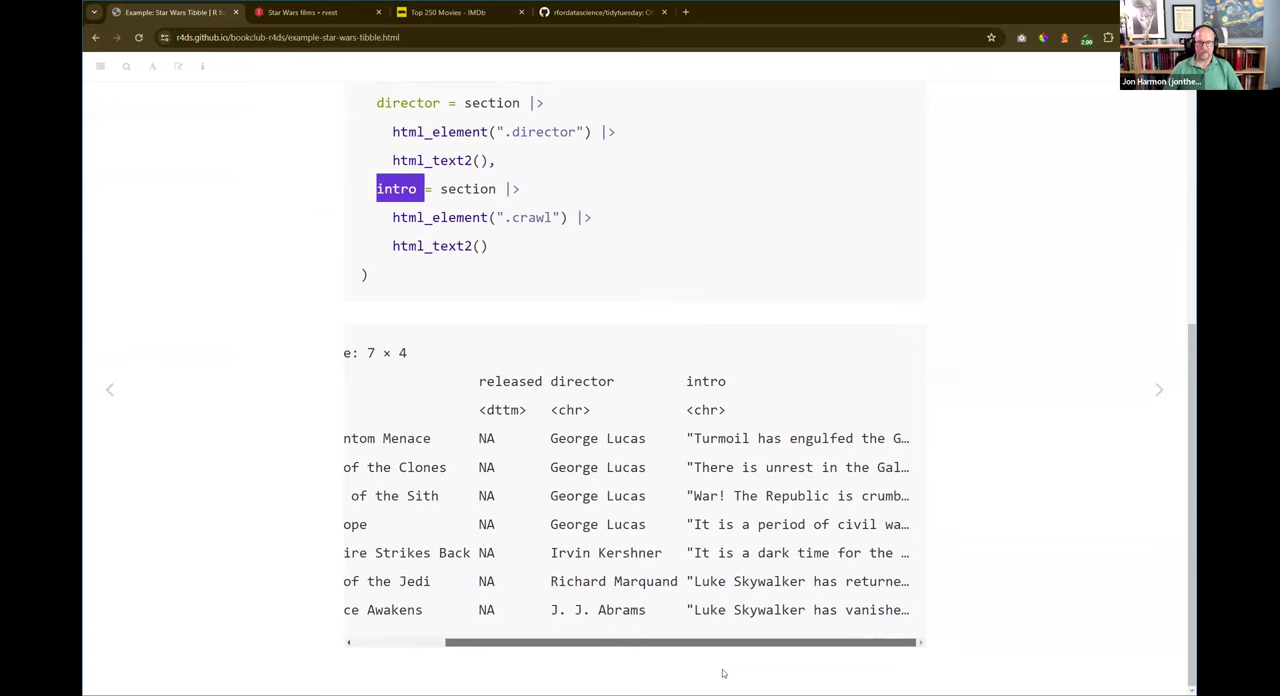 Example: Star Wars Tibble | R fo
Star Wars films • rvest
Top 250 Movies - IMDb
rfordatascience/tidytuesday: Of
r4ds.github.io/bookclub-r4ds/example-star-wars-tibble.html
2.00
Jon Harmon (jonthe...
director = section |>
html_element(".director") |>
html_text2(),
intro = section |>
html_element(".crawl") |>
html_text2()
)
e: 7 × 4
released director intro
<dttm> <chr> <chr>
ntom Menace NA George Lucas "Turmoil has engulfed the G…
of the Clones NA George Lucas "There is unrest in the Gal…
of the Sith NA George Lucas "War! The Republic is crumb…
ope NA George Lucas "It is a period of civil wa…
ire Strikes Back NA Irvin Kershner "It is a dark time for the …
of the Jedi NA Richard Marquand "Luke Skywalker has returne…
ce Awakens NA J. J. Abrams "Luke Skywalker has vanishe…